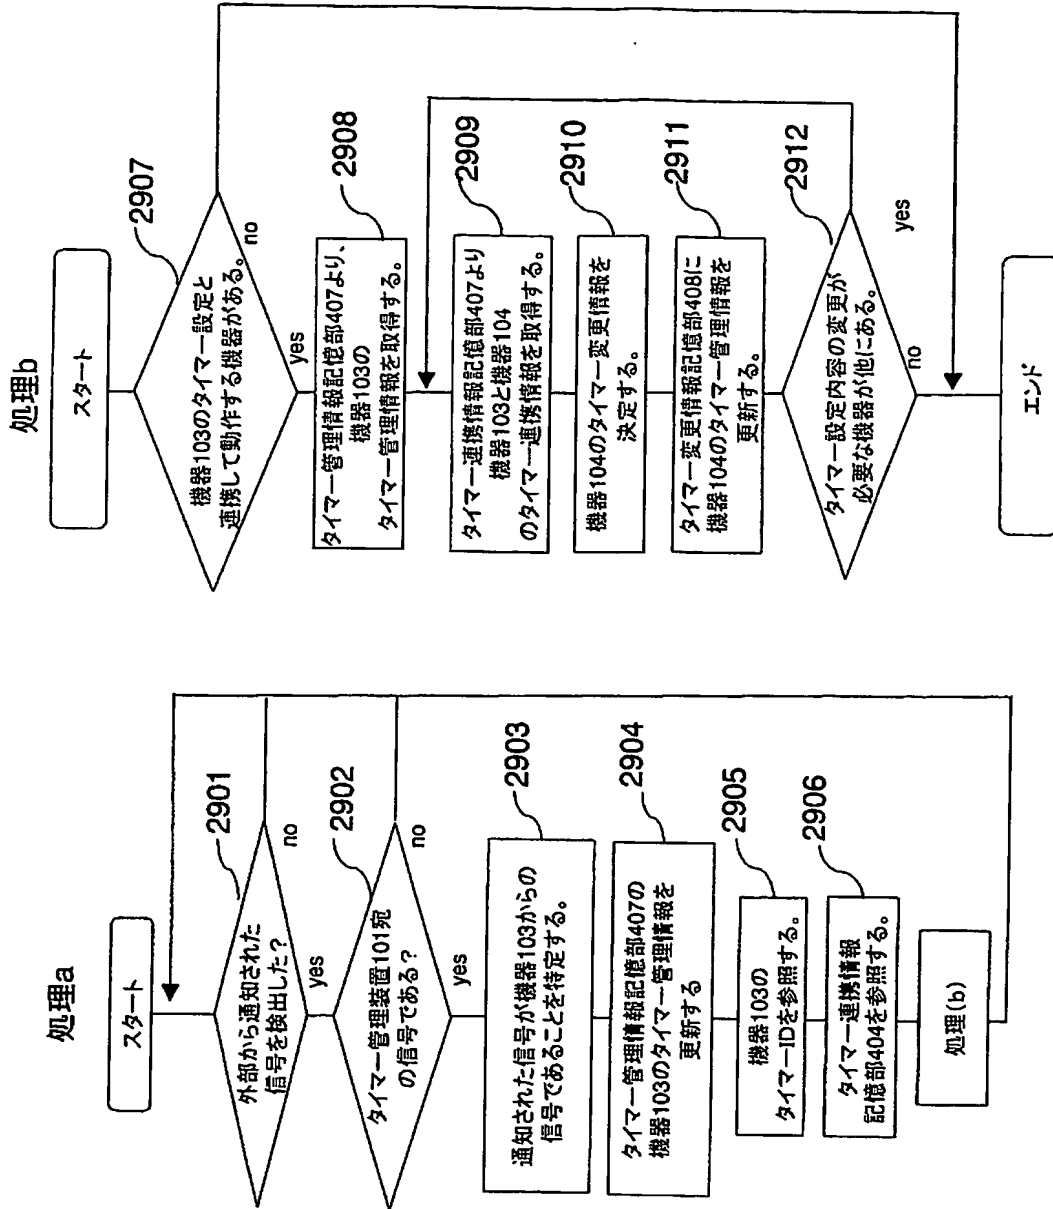 処理a
スタート
外部から通知された
信号を検出した?
2901
no
yes
タイマー管理装置101宛
の信号である?
2902
no
yes
通知された信号が機器103からの
信号であることを特定する。
2903
タイマー管理情報記憶部407の
機器103のタイマー管理情報を
更新する
2904
機器103の
タイマーIDを参照する。
2905
タイマー連携情報
記憶部404を参照する。
2906
処理(b)
処理b
スタート
機器103のタイマー設定と
連携して動作する機器がある。
2907
no
yes
タイマー管理情報記憶部407より、
機器103の
タイマー管理情報を取得する。
2908
タイマー連携情報記憶部407より
機器103と機器104
のタイマー連携情報を取得する。
2909
機器104のタイマー変更情報を
決定する。
2910
タイマー変更情報記憶部408に
機器104のタイマー管理情報を
更新する。
2911
タイマー設定内容の変更が
必要な機器が他にある。
2912
yes
no
エンド